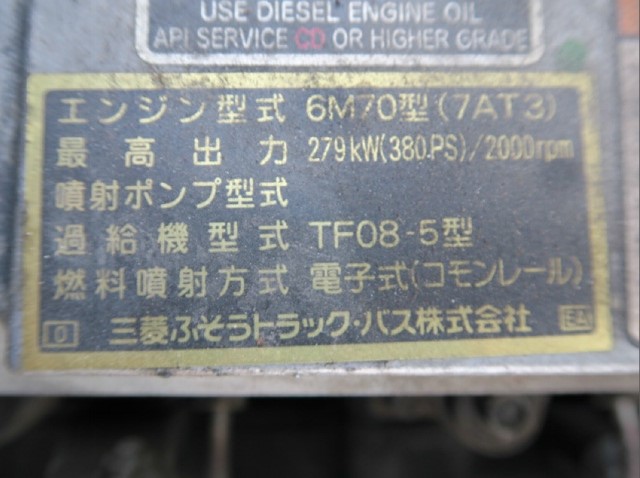 USE DIESEL ENGINE OIL
API SERVICE CD OR HIGHER GRADE
エンジン型式 6M70型(7AT3)
最高出力 279kW(380PS)/2000rpm
噴射ポンプ型式
過給機型式 TF08-5型
燃料噴射方式 電子式(コモンレール)
0 三菱ふそうトラック・バス株式会社